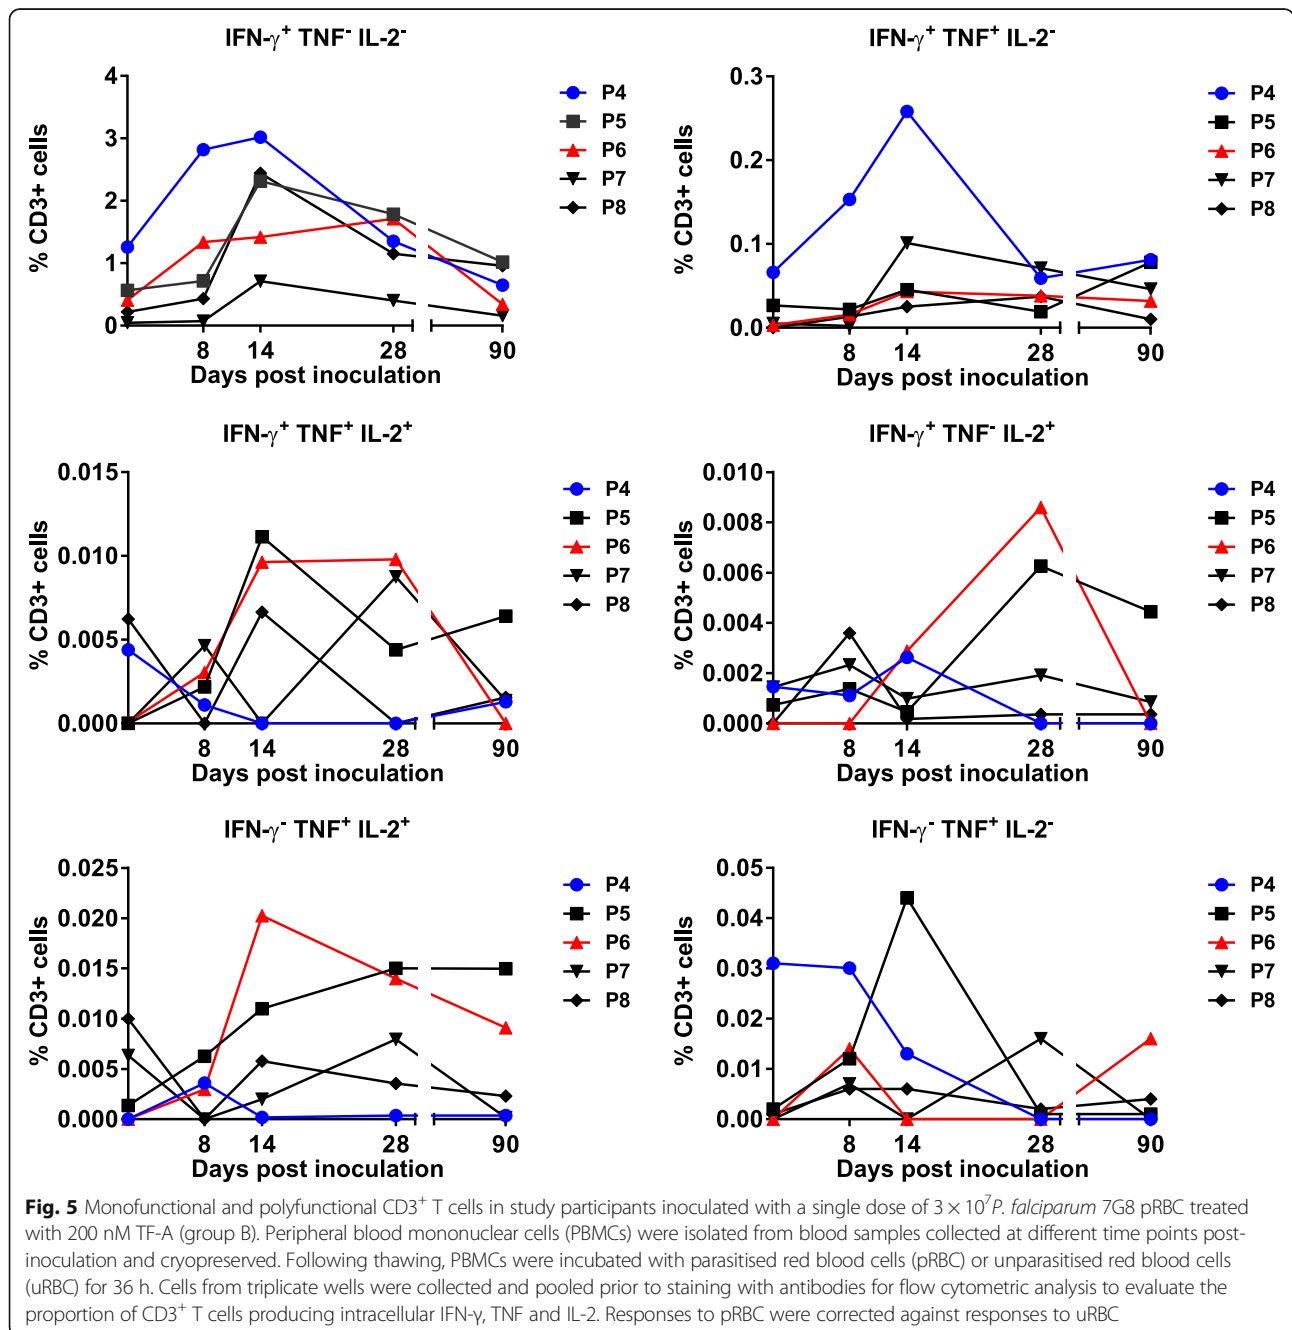 IFN-γ⁺ TNF⁻ IL-2⁻
4
3
2
1
0
% CD3+ cells
8 14 28 90
Days post inoculation
P4
P5
P6
P7
P8
IFN-γ⁺ TNF⁺ IL-2⁻
0.3
0.2
0.1
0.0
% CD3+ cells
8 14 28 90
Days post inoculation
P4
P5
P6
P7
P8
IFN-γ⁺ TNF⁺ IL-2⁺
0.015
0.010
0.005
0.000
% CD3+ cells
8 14 28 90
Days post inoculation
P4
P5
P6
P7
P8
IFN-γ⁺ TNF⁻ IL-2⁺
0.010
0.008
0.006
0.004
0.002
0.000
% CD3+ cells
8 14 28 90
Days post inoculation
P4
P5
P6
P7
P8
IFN-γ⁻ TNF⁺ IL-2⁺
0.025
0.020
0.015
0.010
0.005
0.000
% CD3+ cells
8 14 28 90
Days post inoculation
P4
P5
P6
P7
P8
IFN-γ⁻ TNF⁺ IL-2⁻
0.05
0.04
0.03
0.02
0.01
0.00
% CD3+ cells
8 14 28 90
Days post inoculation
P4
P5
P6
P7
P8
Fig. 5 Monofunctional and polyfunctional CD3⁺ T cells in study participants inoculated with a single dose of 3 × 10⁷P. falciparum 7G8 pRBC treated
with 200 nM TF-A (group B). Peripheral blood mononuclear cells (PBMCs) were isolated from blood samples collected at different time points post-
inoculation and cryopreserved. Following thawing, PBMCs were incubated with parasitised red blood cells (pRBC) or unparasitised red blood cells
(uRBC) for 36 h. Cells from triplicate wells were collected and pooled prior to staining with antibodies for flow cytometric analysis to evaluate the
proportion of CD3⁺ T cells producing intracellular IFN-γ, TNF and IL-2. Responses to pRBC were corrected against responses to uRBC